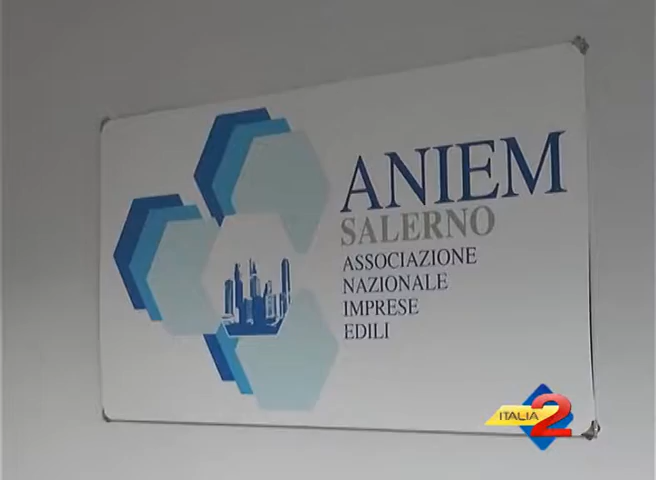 ANIEM
SALERNO
ASSOCIAZIONE
NAZIONALE
IMPRESE
EDILI
ITALIA
2